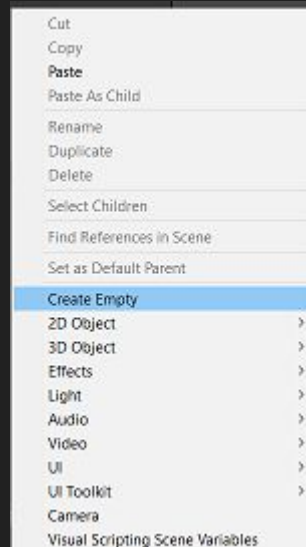 Cut
Copy
Paste
Paste As Child
Rename
Duplicate
Delete
Select Children
Find References in Scene
Set as Default Parent
Create Empty
2D Object
3D Object
Effects
Light
Audio
Video
UI
UI Toolkit
Camera
Visual Scripting Scene Variables